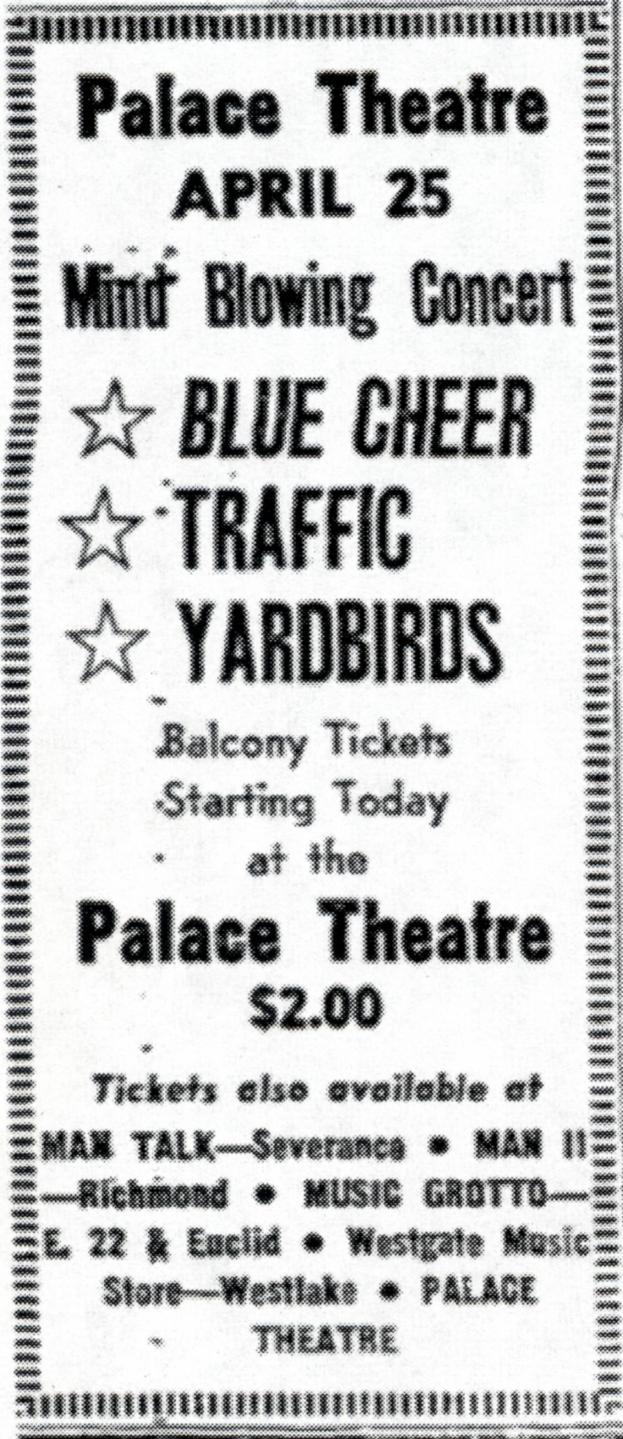 Palace Theatre
APRIL 25
Mind Blowing Concert
BLUE CHEER
TRAFFIC
YARDBIRDS
Balcony Tickets
Starting Today
at the
Palace Theatre
$2.00
Tickets also available at
MAN TALK—Severance • MAN II
—Richmond • MUSIC GROTTO—
E. 22 & Euclid • Westgate Music
Store—Westlake • PALACE
THEATRE